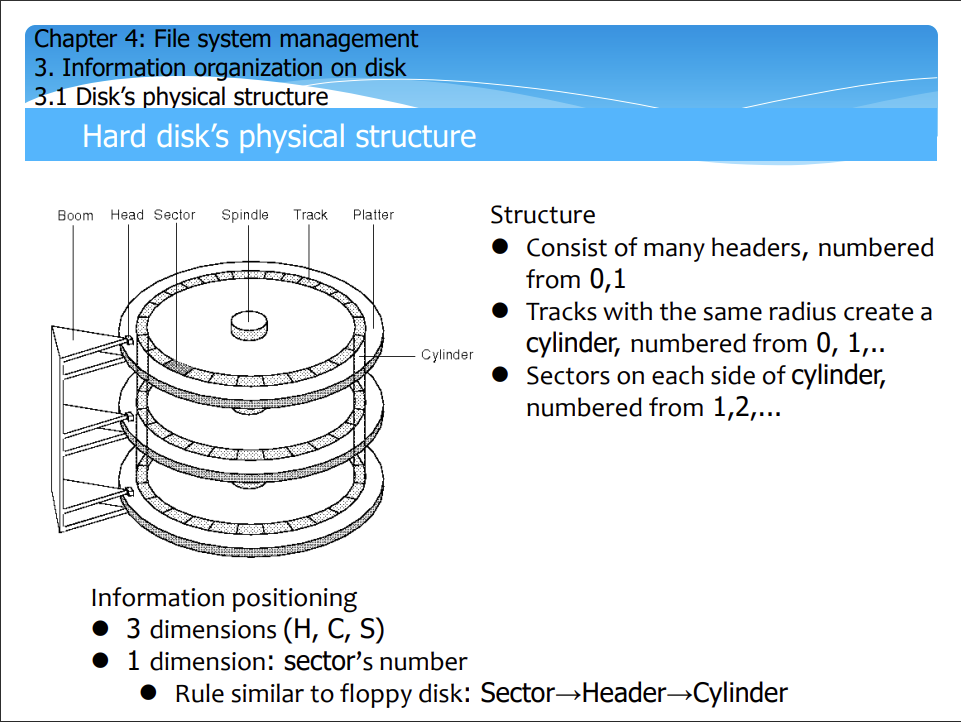 Chapter 4: File system management
3. Information organization on disk
3.1 Disk's physical structure
Hard disk's physical structure
Boom Head Sector Spindle Track Platter
Cylinder
Structure
● Consist of many headers, numbered
from 0,1
● Tracks with the same radius create a
cylinder, numbered from 0, 1,..
● Sectors on each side of cylinder,
numbered from 1,2,...
Information positioning
● 3 dimensions (H, C, S)
● 1 dimension: sector's number
● Rule similar to floppy disk: Sector→Header→Cylinder